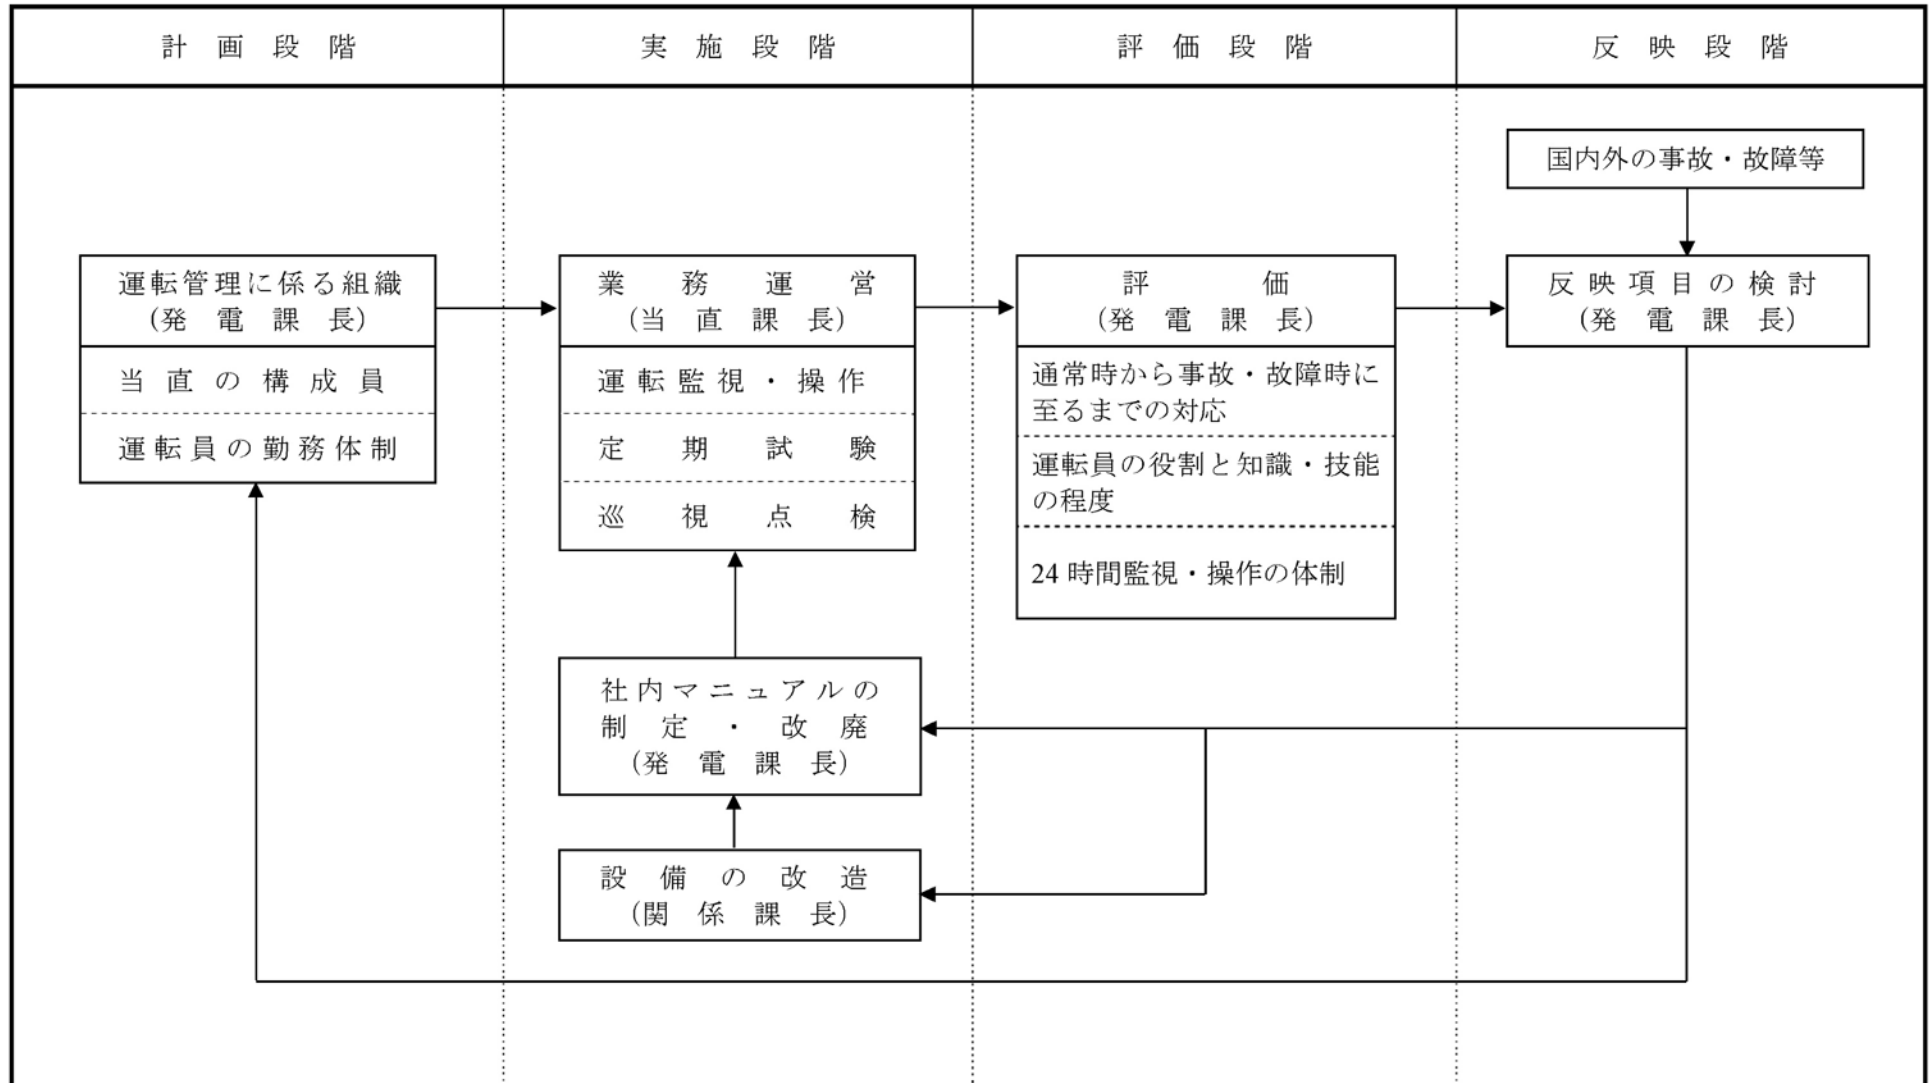 計画段階
実施段階
評価段階
反映段階
国内外の事故・故障等
運転管理に係る組織
(発電課長)
当直の構成員
運転員の勤務体制
業務運営
(当直課長)
運転監視・操作
定期試験
巡視点検
評価
(発電課長)
通常時から事故・故障時に
至るまでの対応
運転員の役割と知識・技能
の程度
24時間監視・操作の体制
反映項目の検討
(発電課長)
社内マニュアルの
制定・改廃
(発電課長)
設備の改造
(関係課長)